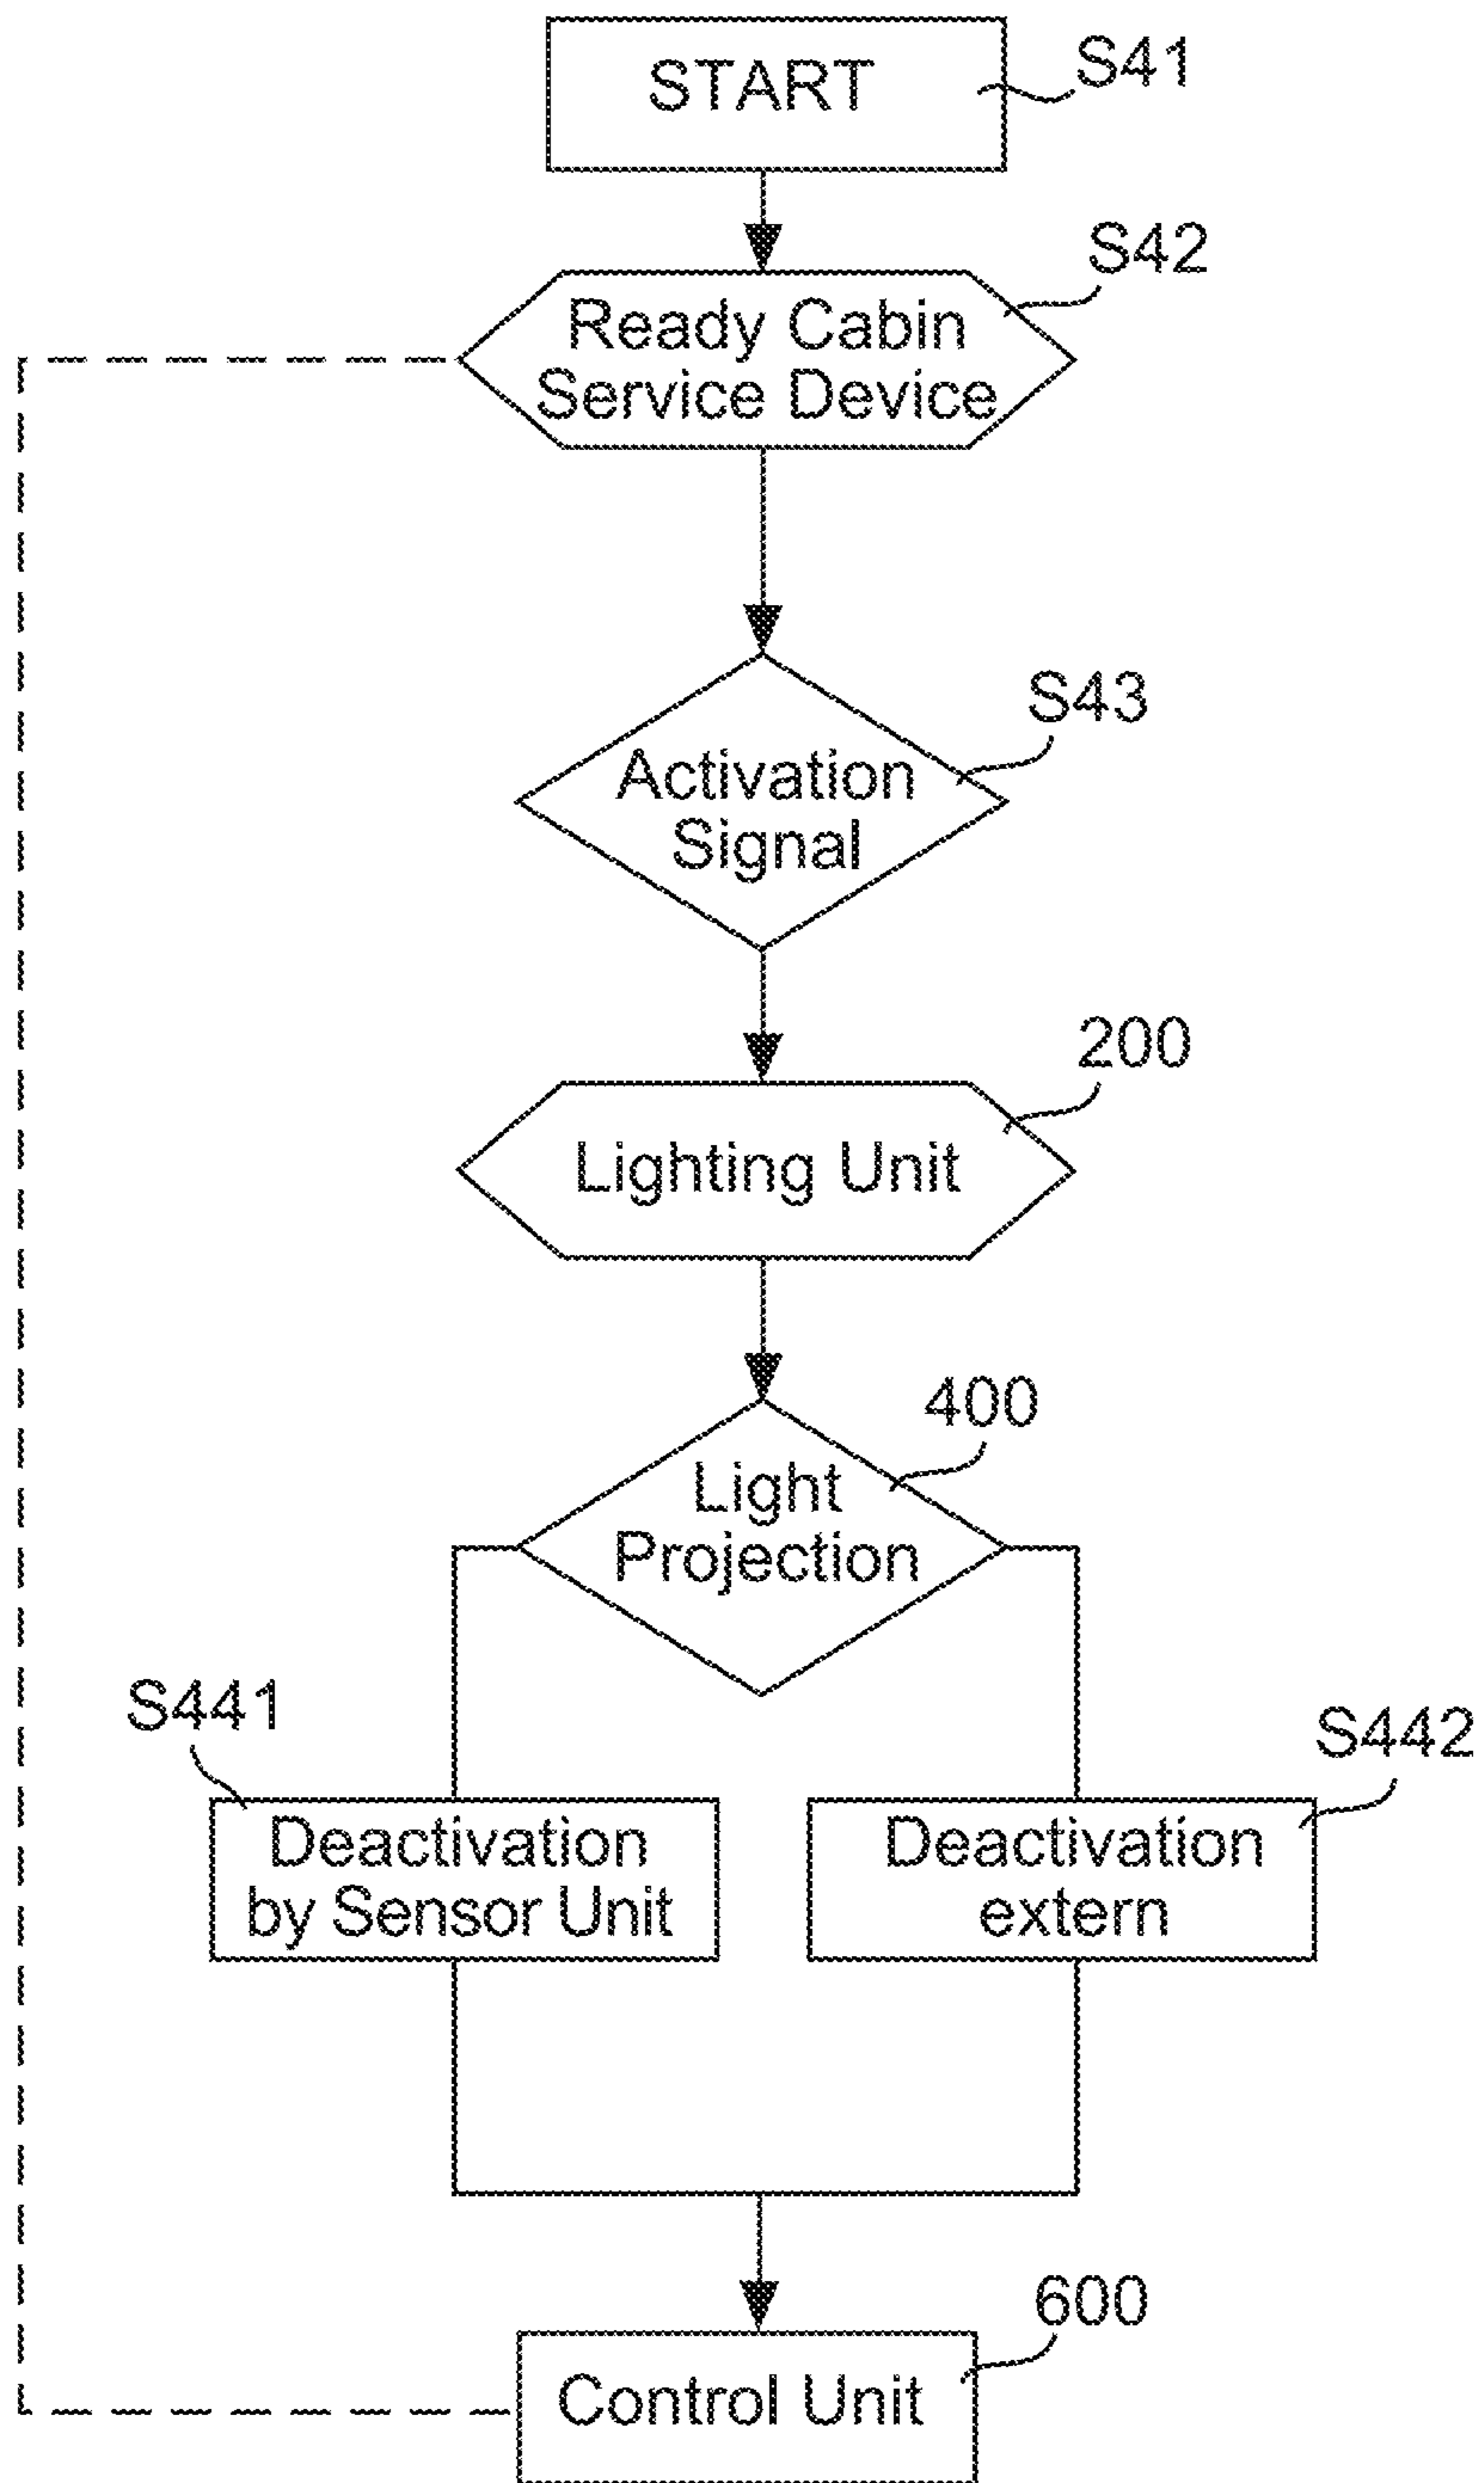 START
S41
S42
Ready Cabin
Service Device
S43
Activation
Signal
200
Lighting Unit
400
Light
Projection
S441
S442
Deactivation
by Sensor Unit
Deactivation
extern
600
Control Unit